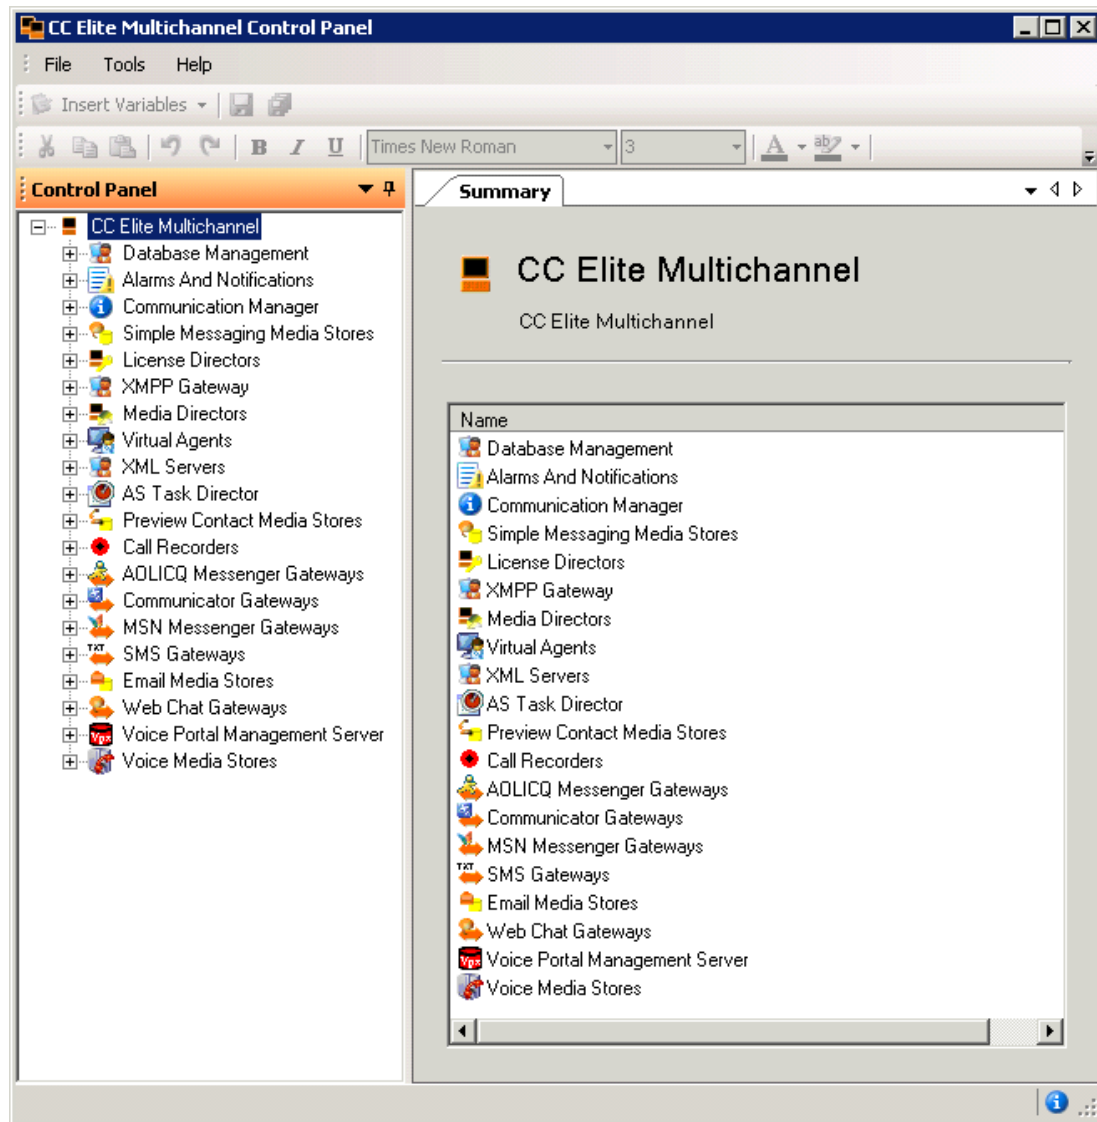 CC Elite Multichannel Control Panel
File Tools Help
Insert Variables
B I U Times New Roman 3 A ab
Control Panel
CC Elite Multichannel
Database Management
Alarms And Notifications
Communication Manager
Simple Messaging Media Stores
License Directors
XMPP Gateway
Media Directors
Virtual Agents
XML Servers
AS Task Director
Preview Contact Media Stores
Call Recorders
AOLICQ Messenger Gateways
Communicator Gateways
MSN Messenger Gateways
TXT SMS Gateways
Email Media Stores
Web Chat Gateways
Vpx Voice Portal Management Server
Voice Media Stores
Summary
CC Elite Multichannel
CC Elite Multichannel
Name
Database Management
Alarms And Notifications
Communication Manager
Simple Messaging Media Stores
License Directors
XMPP Gateway
Media Directors
Virtual Agents
XML Servers
AS Task Director
Preview Contact Media Stores
Call Recorders
AOLICQ Messenger Gateways
Communicator Gateways
MSN Messenger Gateways
TXT SMS Gateways
Email Media Stores
Web Chat Gateways
Vpx Voice Portal Management Server
Voice Media Stores